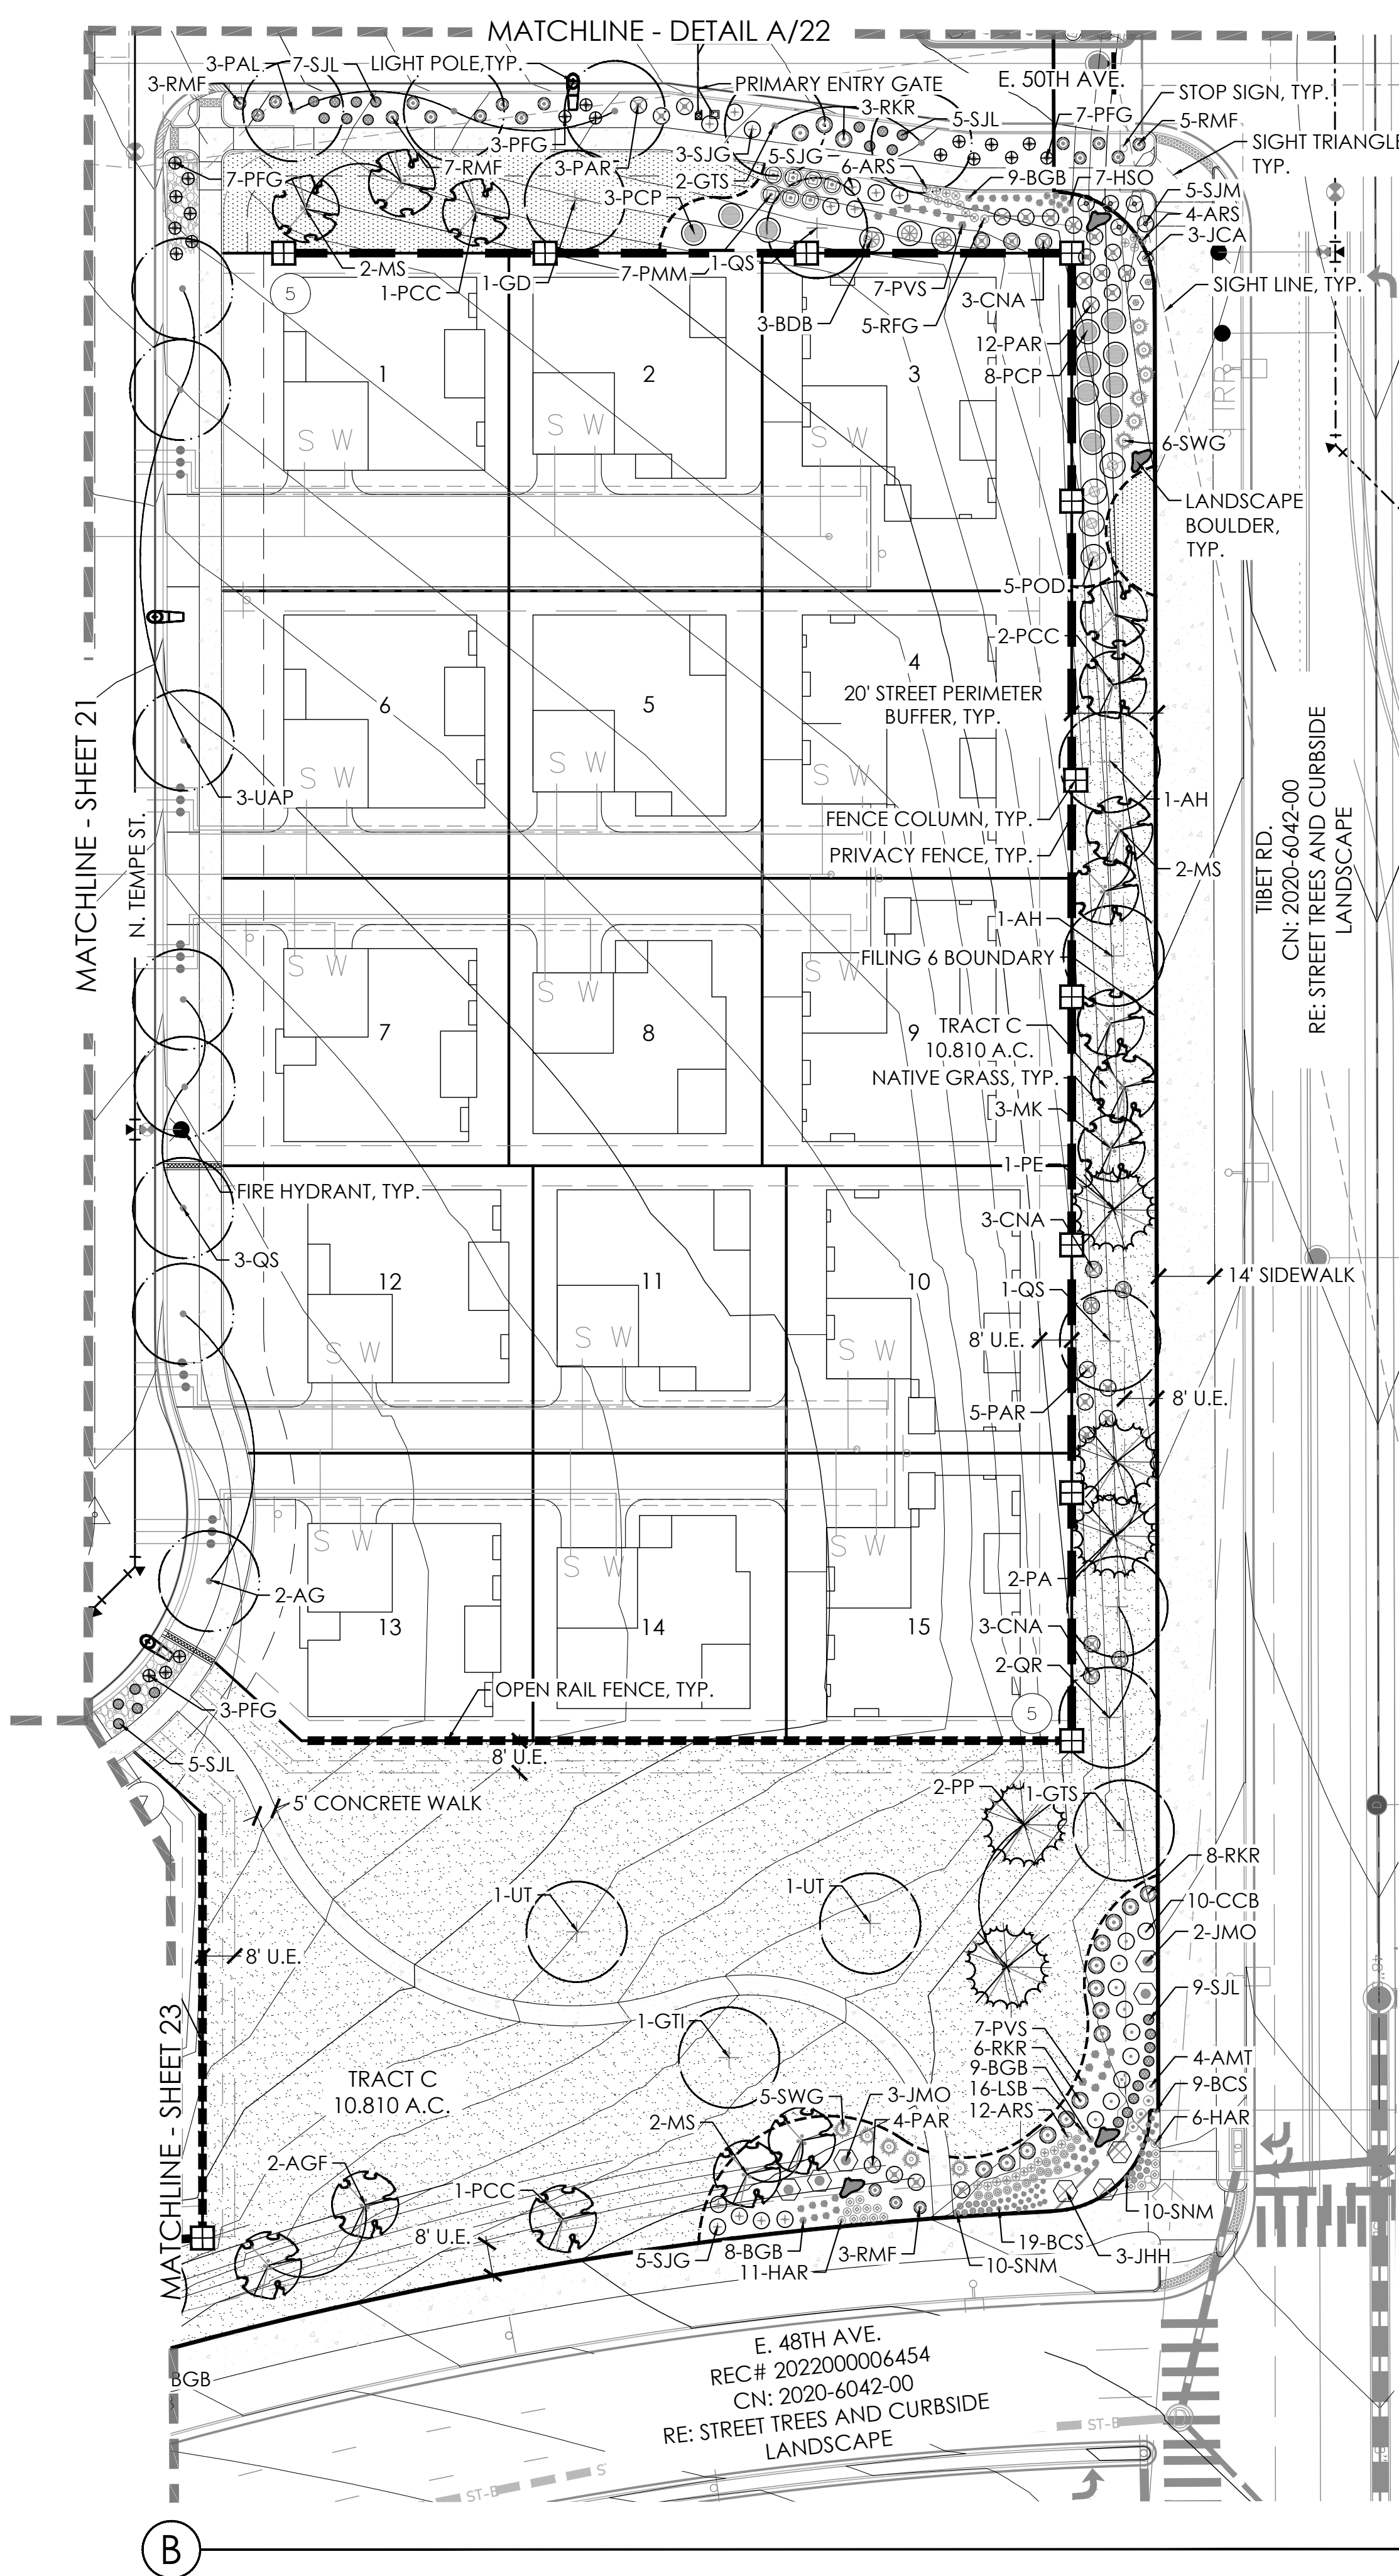 MATCHLINE - DETAIL A/22
3-PAL
7-SJL
LIGHT POLE,TYP.
3-RMF
PRIMARY ENTRY GATE
E. 50TH AVE.
STOP SIGN, TYP.
3-RKR
5-SJL
7-PFG
5-RMF
SIGHT TRIANGLE
TYP.
3-PFG
7-RMF
3-PAR
3-SJG
5-SJG
6-ARS
2-GTS
9-BGB
7-HSO
7-PFG
3-PCP
5-SJM
4-ARS
3-JCA
2-MS
1-PCC
1-GD
7-PMM
1-QS
7-PVS
3-CNA
SIGHT LINE, TYP.
5
3-BDB
5-RFG
12-PAR
8-PCP
1
2
3
S W
S W
S W
6-SWG
IRR
LANDSCAPE
BOULDER,
TYP.
5-POD
2-PCC
4
20' STREET PERIMETER
BUFFER, TYP.
6
5
S W
S W
S W
MATCHLINE - SHEET 21
N. TEMPE ST.
3-UAP
1-AH
FENCE COLUMN, TYP.
PRIVACY FENCE, TYP.
2-MS
TIBET RD.
CN: 2020-6042-00
RE: STREET TREES AND CURBSIDE
LANDSCAPE
1-AH
FILING 6 BOUNDARY
S W
S W
S W
7
8
9
TRACT C
10.810 A.C.
NATIVE GRASS, TYP.
3-MK
1-PE
FIRE HYDRANT, TYP.
3-CNA
3-QS
12
11
10
1-QS
14' SIDEWALK
S W
S W
S W
8' U.E.
8' U.E.
5-PAR
S W
S W
S W
2-AG
2-PA
13
14
15
3-CNA
2-QR
OPEN RAIL FENCE, TYP.
3-PFG
5
5-SJL
8' U.E.
5' CONCRETE WALK
2-PP
1-GTS
8-RKR
1-UT
1-UT
10-CCB
2-JMO
8' U.E.
9-SJL
1-GTI
7-PVS
6-RKR
9-BGB
16-LSB
12-ARS
4-AMT
9-BCS
6-HAR
MATCHLINE - SHEET 23
TRACT C
10.810 A.C.
5-SWG
3-JMO
4-PAR
2-MS
2-AGF
1-PCC
8' U.E.
10-SNM
5-SJG
8-BGB
11-HAR
3-RMF
10-SNM
19-BCS
3-JHH
BGB
E. 48TH AVE.
REC# 2022000006454
CN: 2020-6042-00
RE: STREET TREES AND CURBSIDE
LANDSCAPE
B